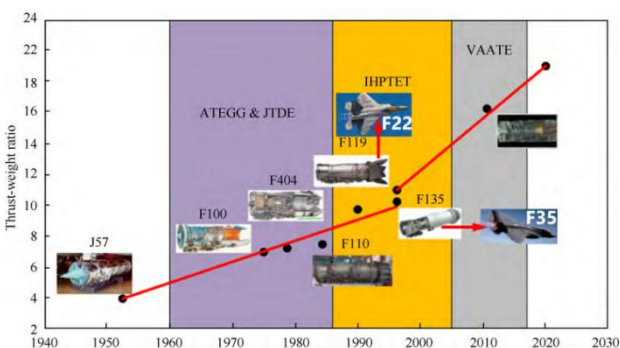 24
22
18
16
14
12
10
8
6
4
2
Thrust-weight ratio
VAATE
IHPTET
ATEGG & JTDE
F22
F119
F404
F135
F100
F35
J57
F110
1940 1950 1960 1970 1980 1990 2000 2010 2020 2030